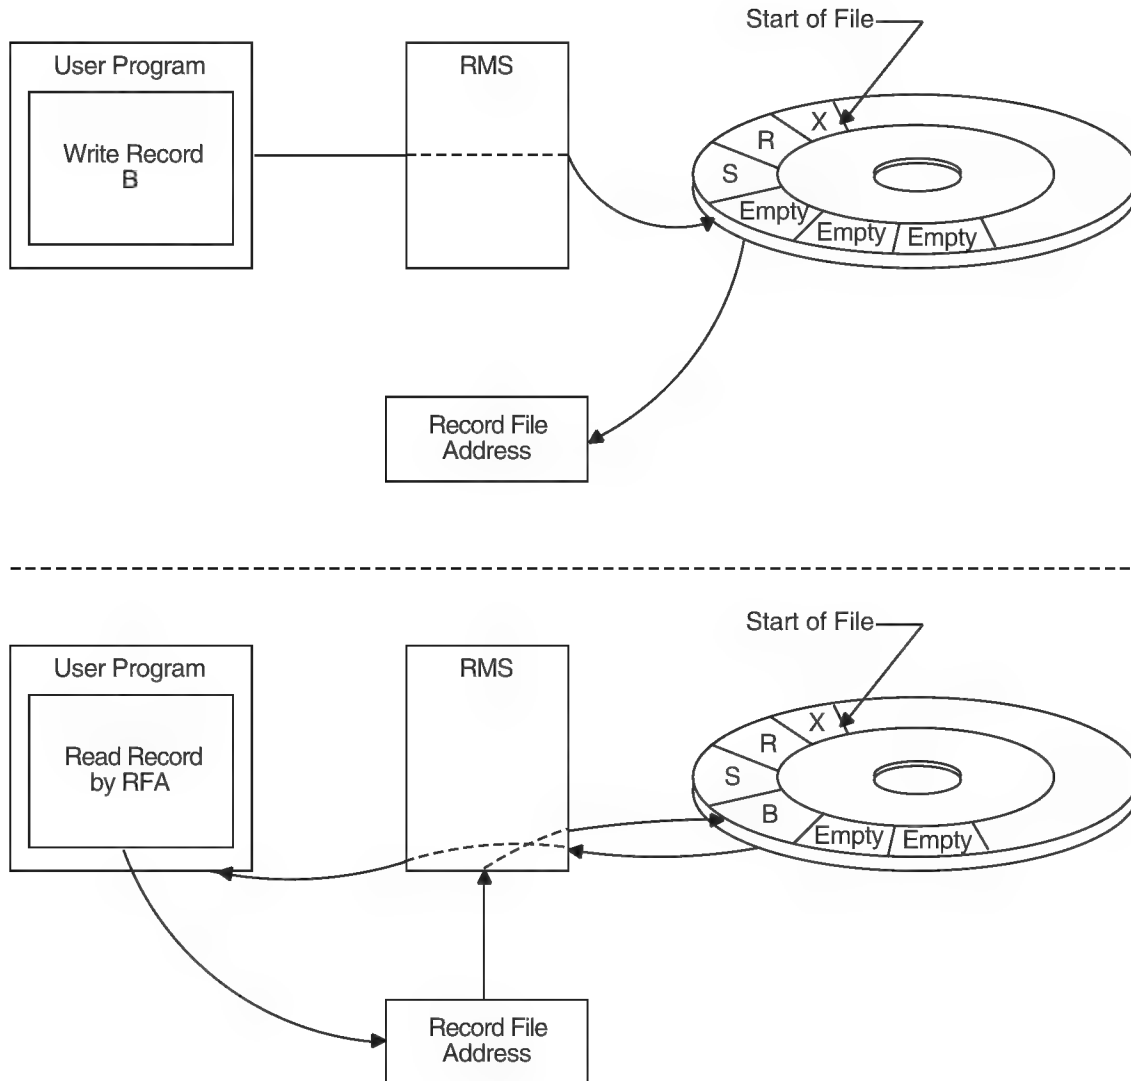 Start of File
User Program
RMS
Write Record
B
X
R
S
Empty
Empty
Empty
Record File
Address
Start of File
User Program
RMS
Read Record
by RFA
X
R
S
B
Empty
Empty
Record File
Address